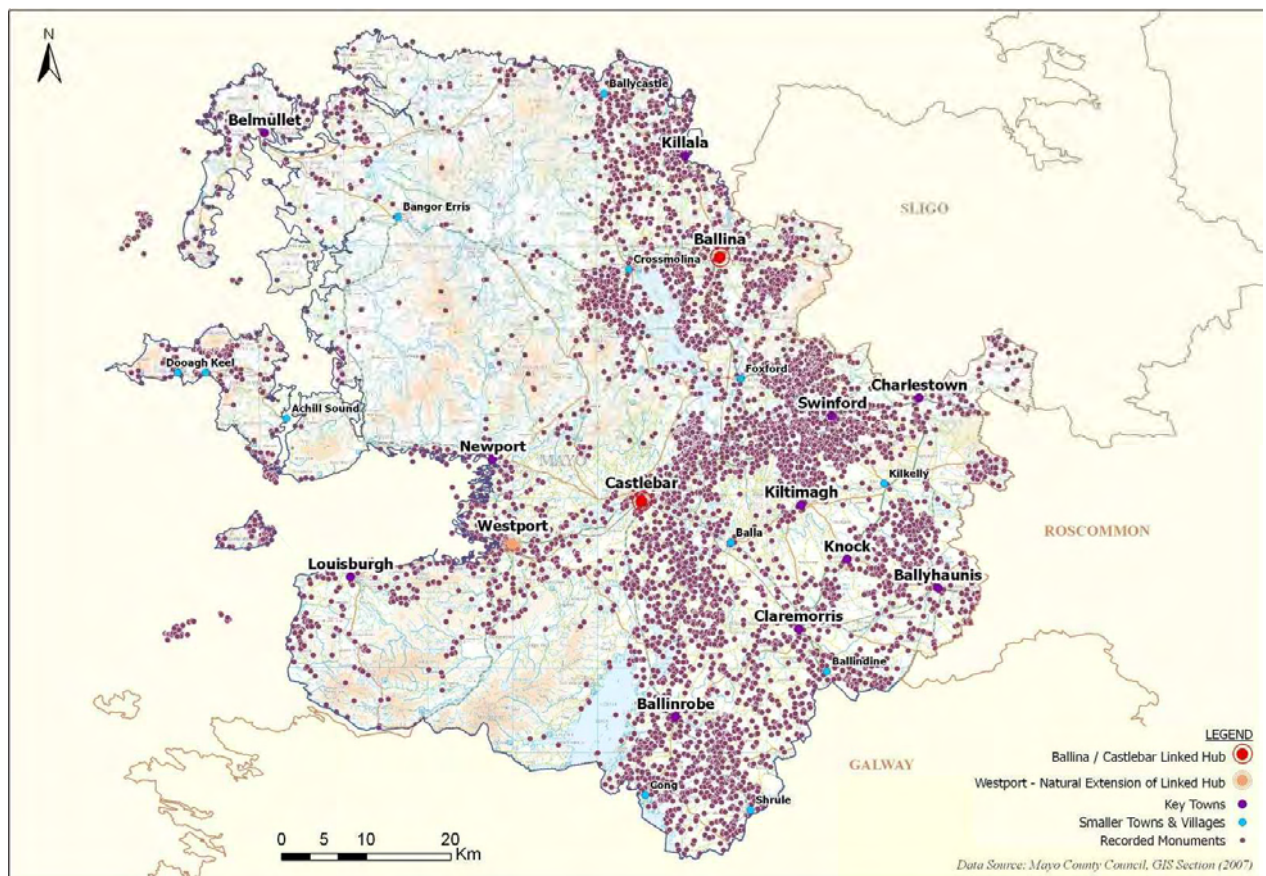 N
Ballycastle
Belmullet
Killala
Bangor Erris
SLIGO
Ballina
Crossmolina
Dooagh Keel
Foxford
Charlestown
Achill Sound
Swinford
Newport
MAYO
Kilkelly
Castlebar
Kiltimagh
Westport
Balla
ROSCOMMON
Knock
Louisburgh
Ballyhaunis
Claremorris
Ballindine
Ballinrobe
GALWAY
Cong
Shrule
LEGEND
Ballina / Castlebar Linked Hub
Westport - Natural Extension of Linked Hub
Key Towns
Smaller Towns & Villages
Recorded Monuments
0 5 10 20
Km
Data Source: Mayo County Council, GIS Section (2007)